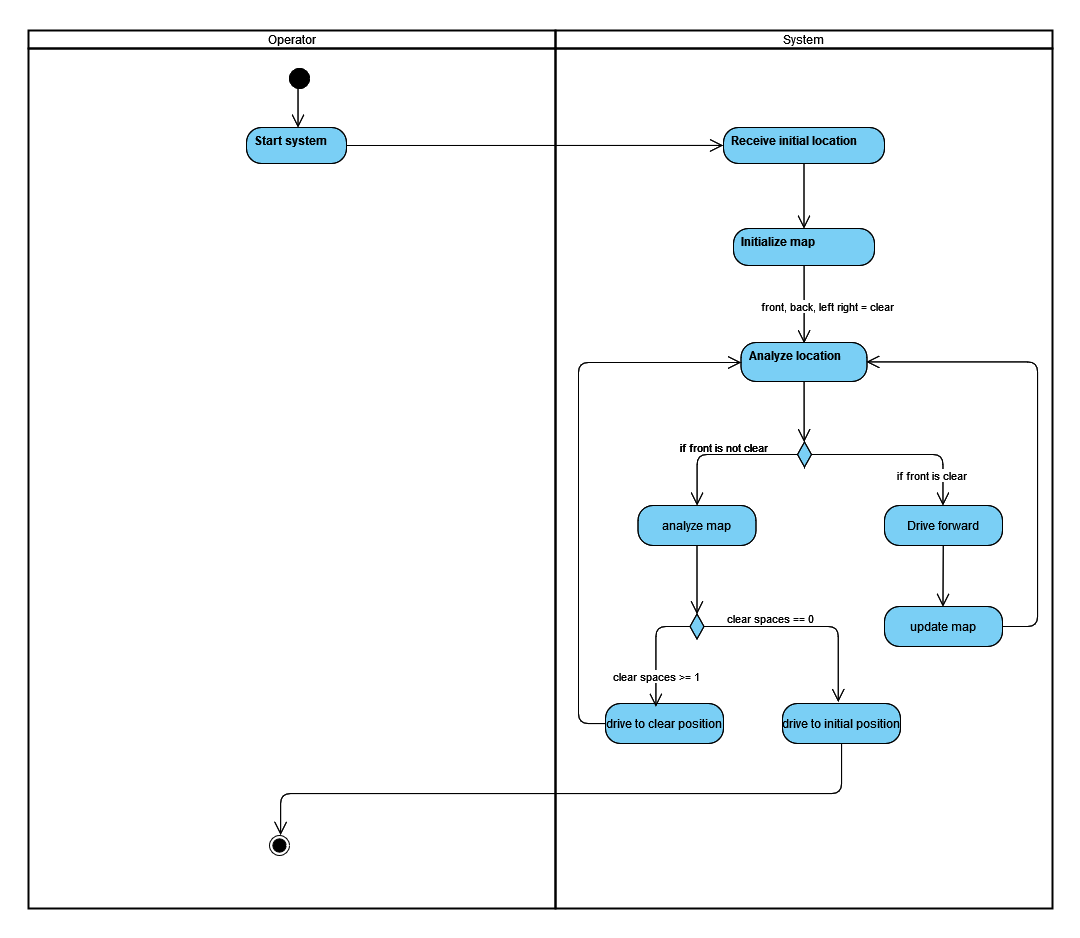 Operator
System
Start system
Receive initial location
Initialize map
front, back, left right = clear
Analyze location
if front is not clear
if front is clear
analyze map
Drive forward
clear spaces == 0
update map
clear spaces >= 1
drive to clear position
drive to initial position